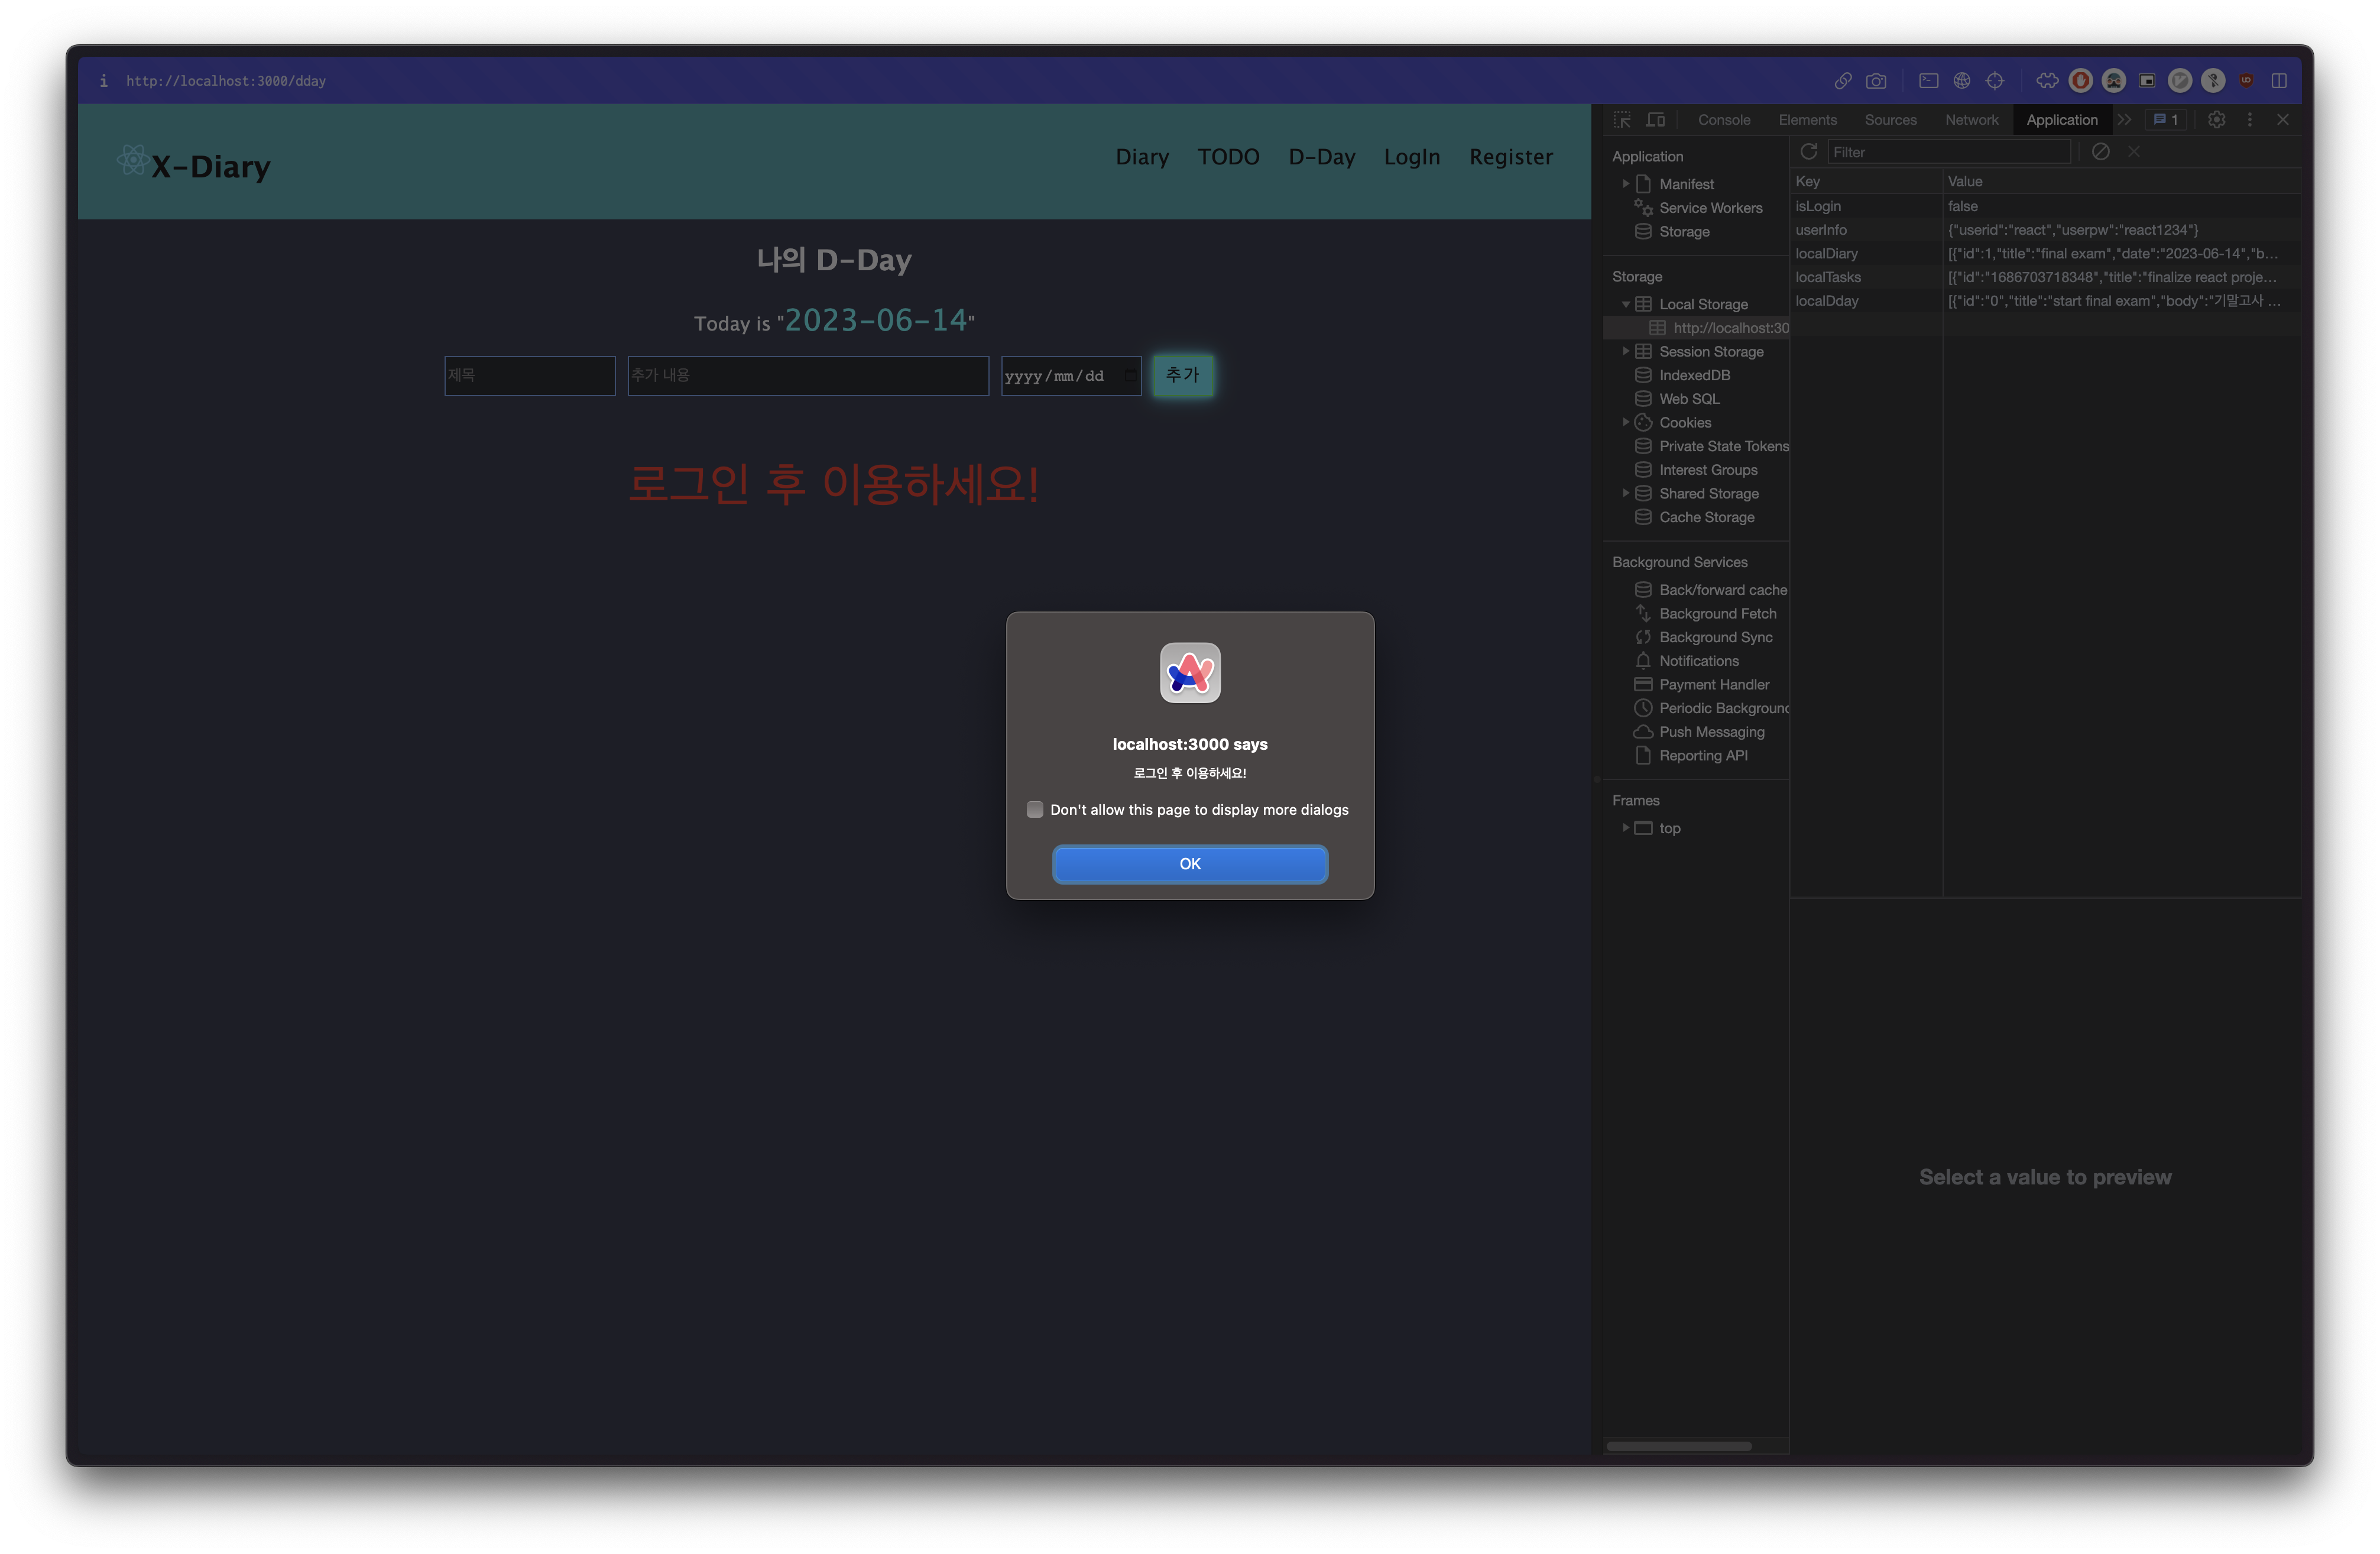 http://localhost:3000/dday
X-Diary
Diary TODO D-Day LogIn Register
나의 D-Day
Today is "2023-06-14"
제목 추가 내용 yyyy/mm/dd 추가
로그인 후 이용하세요!
localhost:3000 says
로그인 후 이용하세요!
Don't allow this page to display more dialogs
OK
Console Elements Sources Network Application 1
Application
Manifest
Service Workers
Storage
Storage
Local Storage
http://localhost:30
Session Storage
IndexedDB
Web SQL
Cookies
Private State Tokens
Interest Groups
Shared Storage
Cache Storage
Background Services
Back/forward cache
Background Fetch
Background Sync
Notifications
Payment Handler
Periodic Background
Push Messaging
Reporting API
Frames
top
Filter
Key Value
isLogin false
userInfo {"userid":"react","userpw":"react1234"}
localDiary [{"id":1,"title":"final exam","date":"2023-06-14","b…
localTasks [{"id":"1686703718348","title":"finalize react proje…
localDday [{"id":"0","title":"start final exam","body":"기말고사 …
Select a value to preview